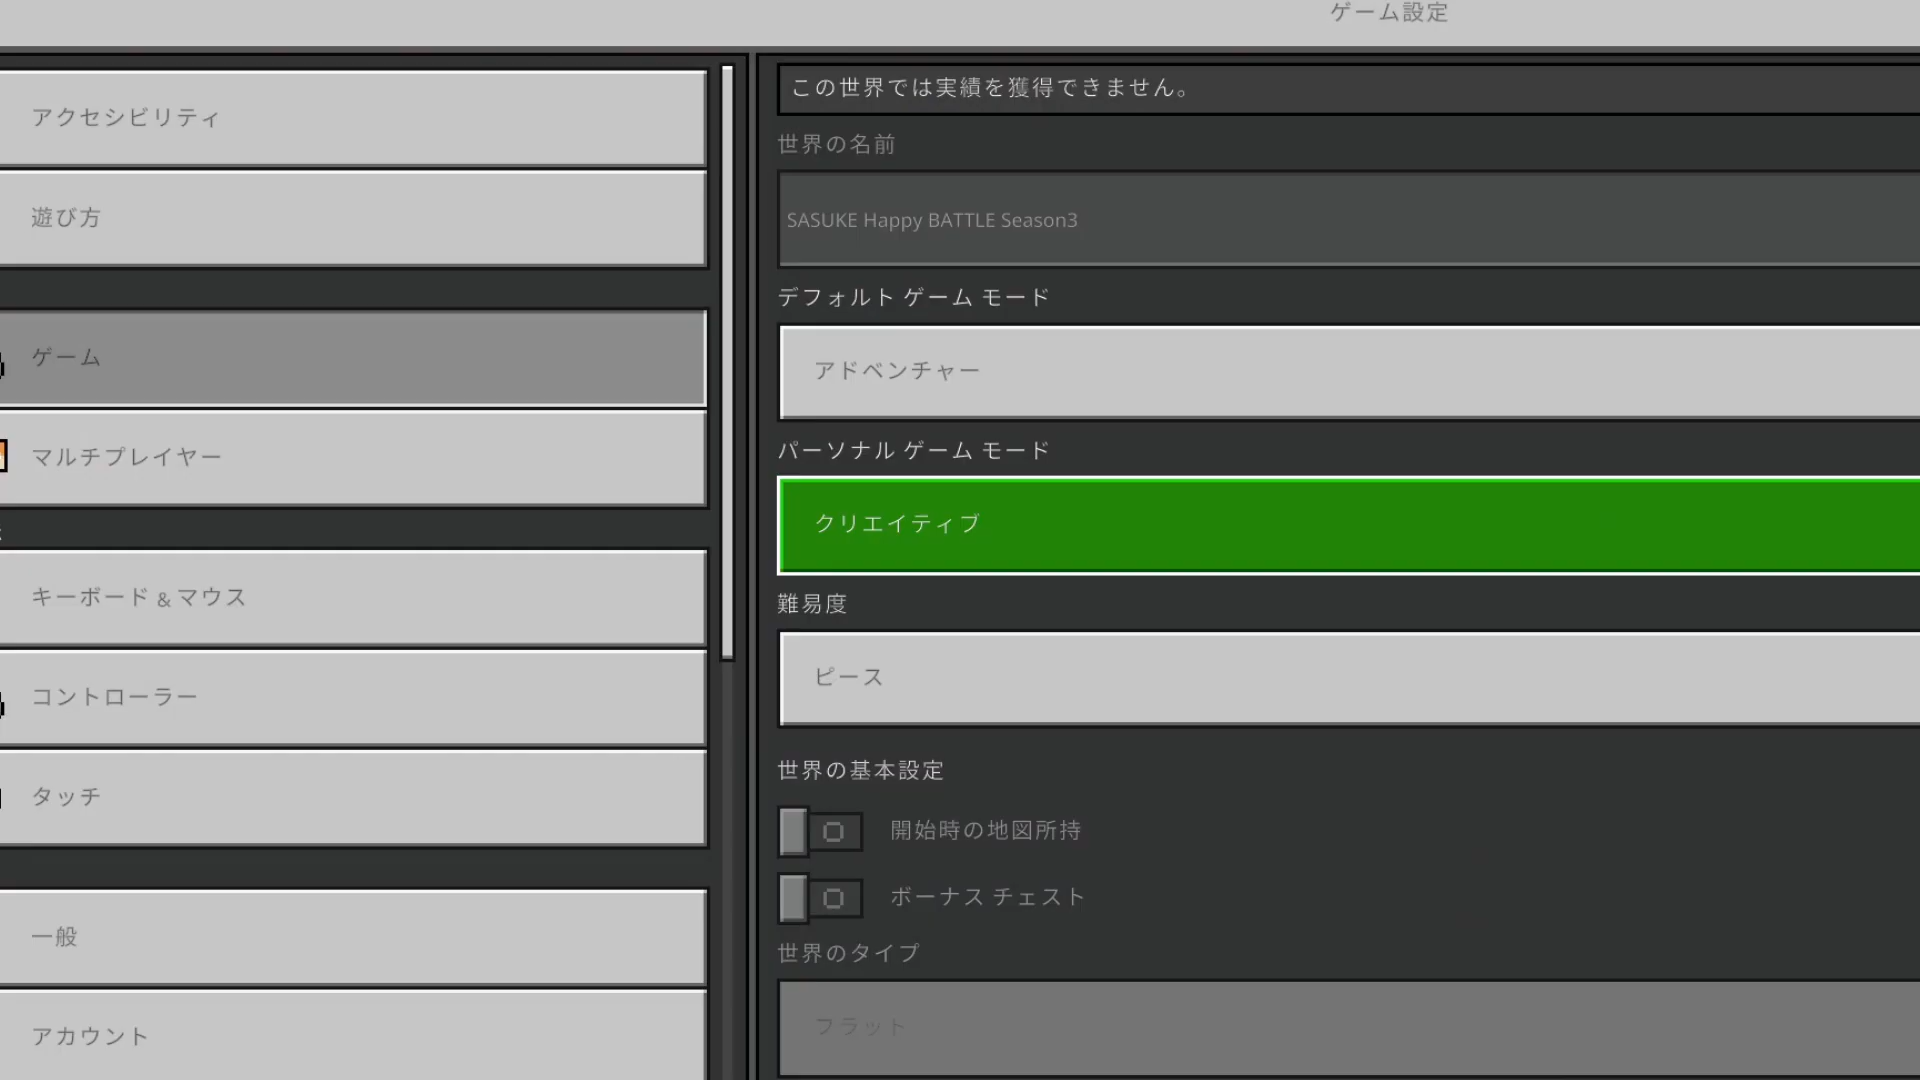 ゲーム設定
アクセシビリティ
遊び方
ゲーム
マルチプレイヤー
キーボード & マウス
コントローラー
タッチ
一般
アカウント
この世界では実績を獲得できません。
世界の名前
SASUKE Happy BATTLE Season3
デフォルト ゲーム モード
アドベンチャー
パーソナル ゲーム モード
クリエイティブ
難易度
ピース
世界の基本設定
開始時の地図所持
ボーナス チェスト
世界のタイプ
フラット